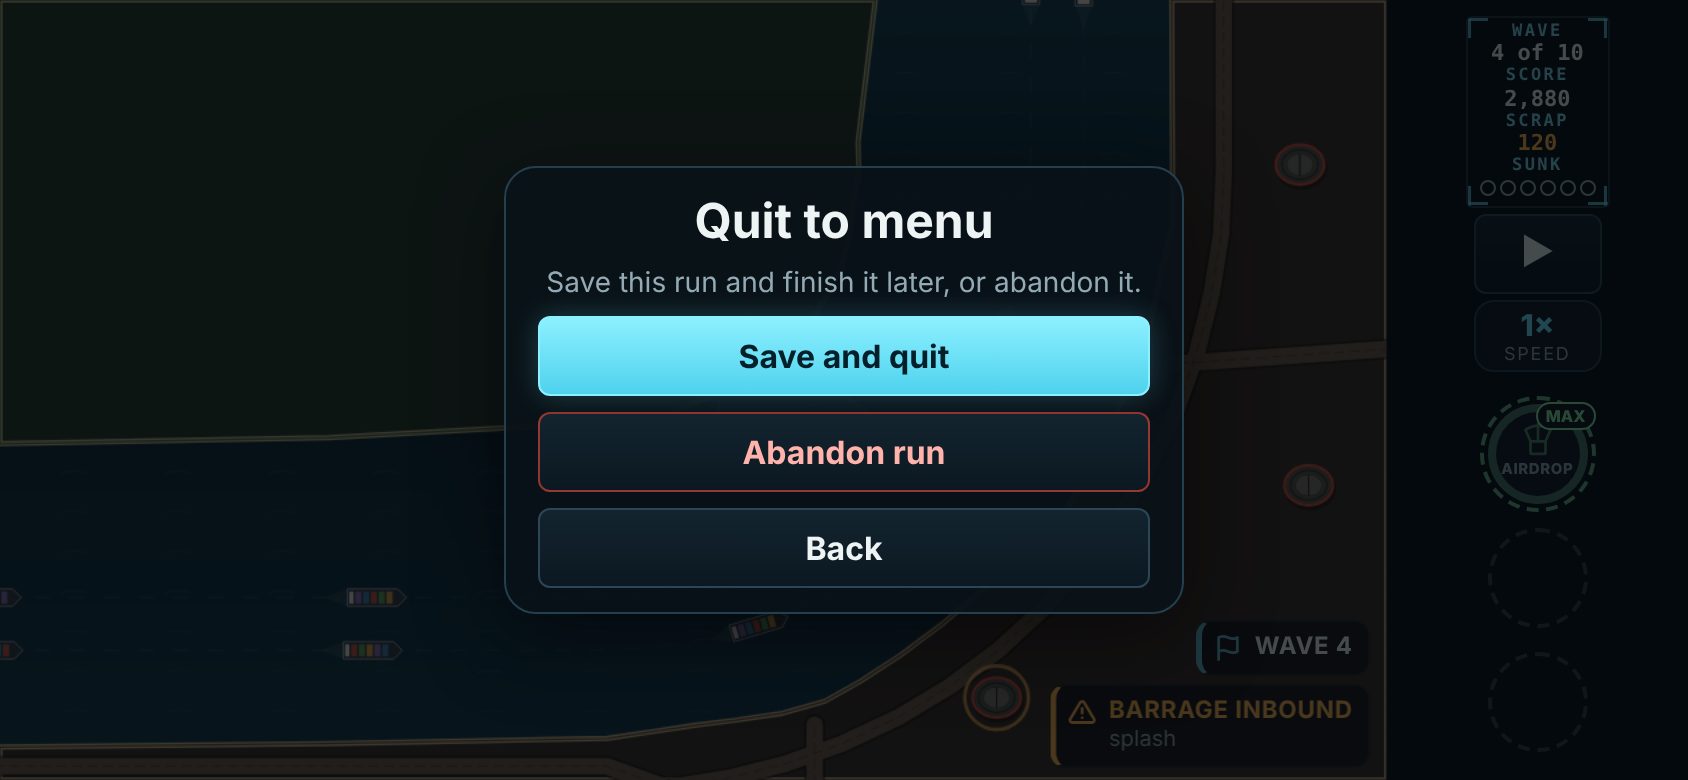 WAVE
4 of 10
SCORE
2,880
SCRAP
120
SUNK
Quit to menu
Save this run and finish it later, or abandon it.
Save and quit
Abandon run
Back
1×
SPEED
MAX
AIRDROP
WAVE 4
BARRAGE INBOUND
splash